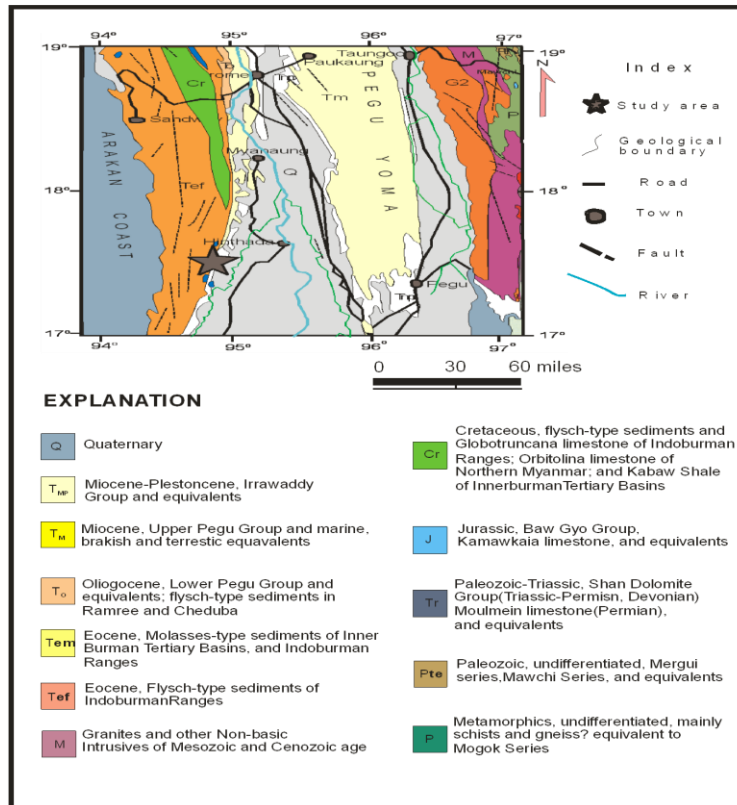 19°
95°
96°
97°
19°
Taungoo
Paukaung
Cr
Tm
G2
M
P
PEGU YOMA
ARAKAN COAST
Myanaung
Q
18°
18°
Tef
Hinthada
Pegu
17°
17°
94°
95°
96°
97°
0 30 60 miles
N
Index
Study area
Geological
boundary
Road
Town
Fault
River
EXPLANATION
Q Quaternary
TMP Miocene-Plestoncene, Irrawaddy
Group and equivalents
TM Miocene, Upper Pegu Group and marine,
brakish and terrestic equavalents
TO Oliogocene, Lower Pegu Group and
equivalents; flysch-type sediments in
Ramree and Cheduba
Tem Eocene, Molasses-type sediments of Inner
Burman Tertiary Basins, and Indoburman
Ranges
Tef Eocene, Flysch-type sediments of
IndoburmanRanges
M Granites and other Non-basic
Intrusives of Mesozoic and Cenozoic age
Cr Cretaceous, flysch-type sediments and
Globotruncana limestone of Indoburman
Ranges; Orbitolina limestone of
Northern Myanmar; and Kabaw Shale
of InnerburmanTertiary Basins
J Jurassic, Baw Gyo Group,
Kamawkaia limestone, and equivalents
Tr Paleozoic-Triassic, Shan Dolomite
Group(Triassic-Permisn, Devonian)
Moulmein limestone(Permian),
and equivalents
Pte Paleozoic, undifferentiated, Mergui
series,Mawchi Series, and equivalents
P Metamorphics, undifferentiated, mainly
schists and gneiss? equivalent to
Mogok Series